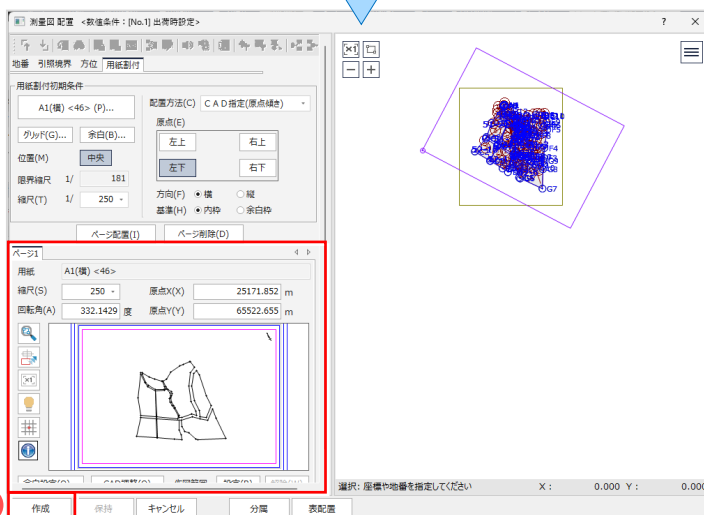 測量図 配置 <数値条件：[No.1] 出荷時設定> ? ×
地番 引照境界 方位 用紙割付
用紙割付初期条件
A1(横) <46> (P)...
配置方法(C) ＣＡＤ指定(原点傾き)
原点(E)
グリッド(G)... 余白(B)...
左上 右上
位置(M) 中央
左下 右下
限界縮尺 1/ 181
縮尺(T) 1/ 250
方向(F) 横 縦
基準(H) 内枠 余白枠
ページ配置(I) ページ削除(D)
ページ1
用紙 A1(横) <46>
縮尺(S) 250 原点X(X) 25171.852 m
回転角(A) 332.1429 度 原点Y(Y) 65522.655 m
×1
G7
選択: 座標や地番を指定してください X : 0.000 Y : 0.000
作成 保持 キャンセル 分属 表配置